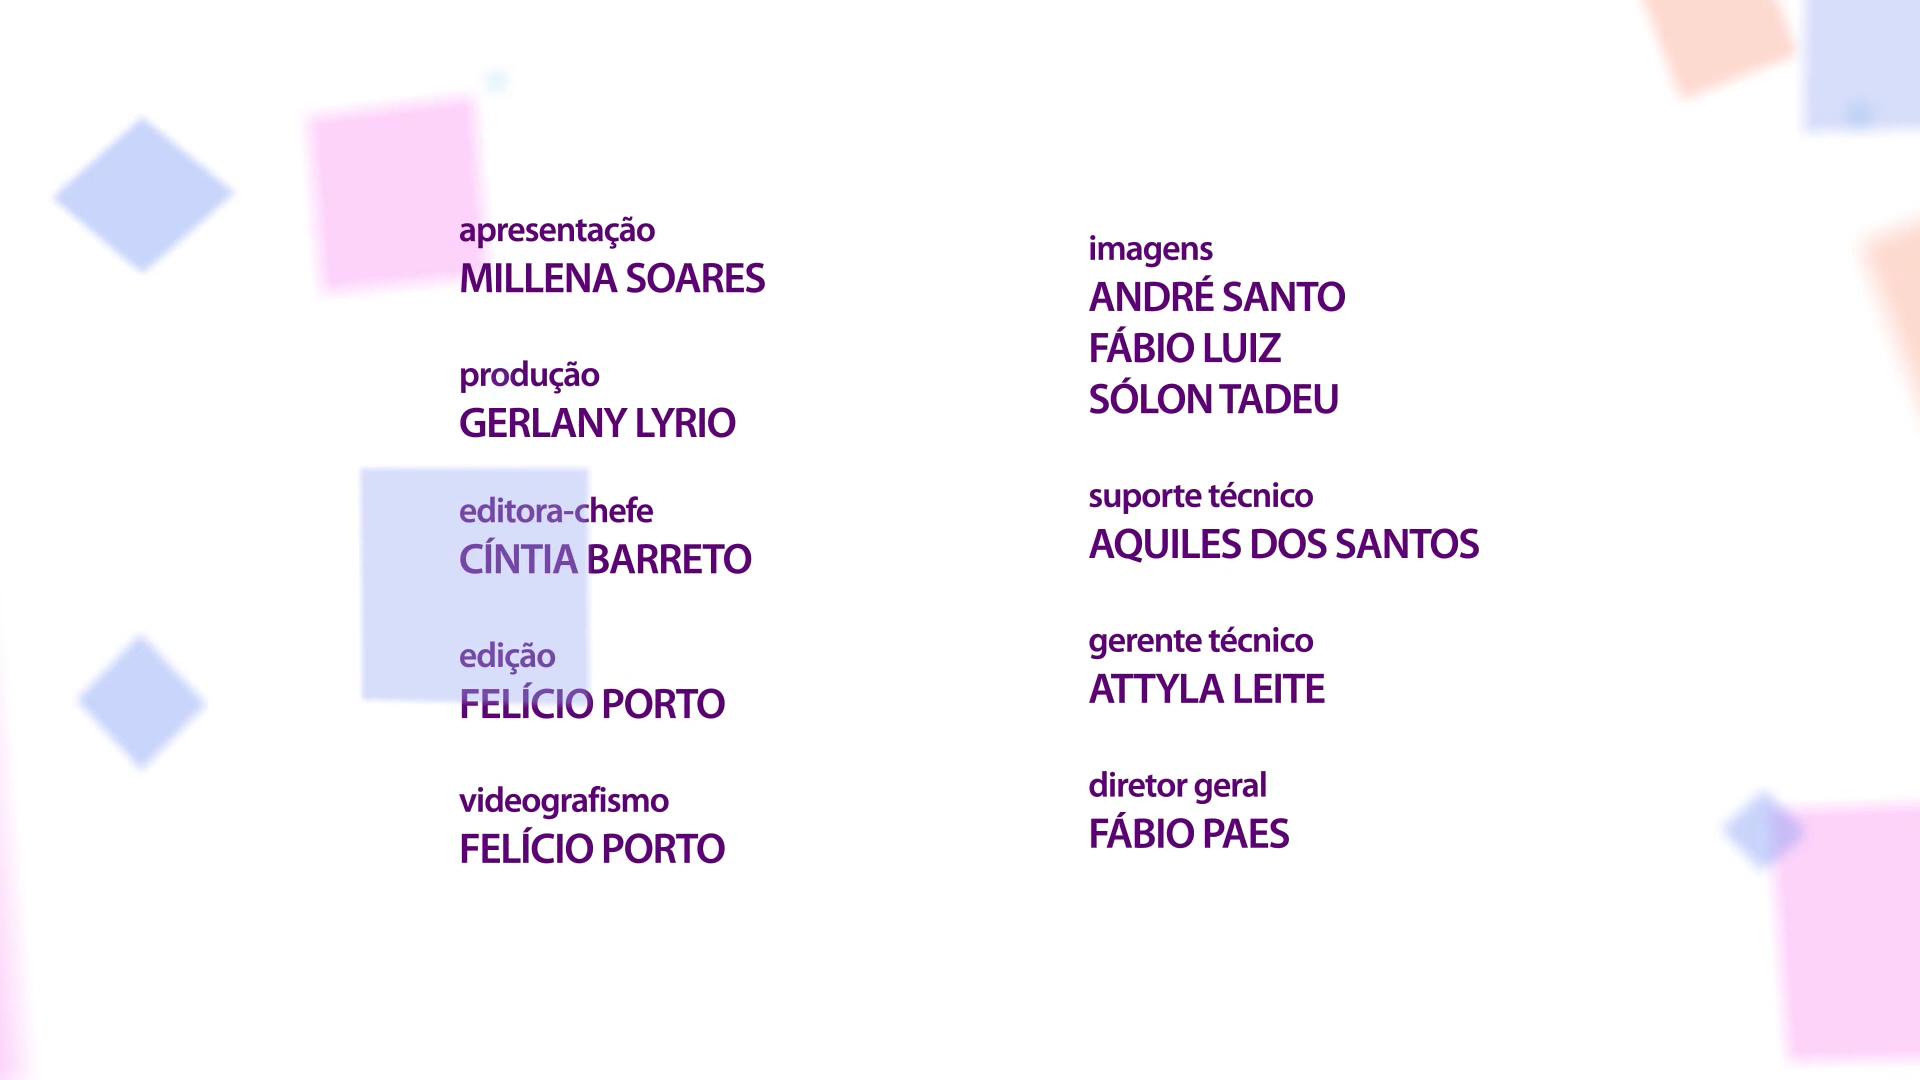 apresentação
MILLENA SOARES
produção
GERLANY LYRIO
editora-chefe
CÍNTIA BARRETO
edição
FELÍCIO PORTO
videografismo
FELÍCIO PORTO
imagens
ANDRÉ SANTO
FÁBIO LUIZ
SÓLON TADEU
suporte técnico
AQUILES DOS SANTOS
gerente técnico
ATTYLA LEITE
diretor geral
FÁBIO PAES